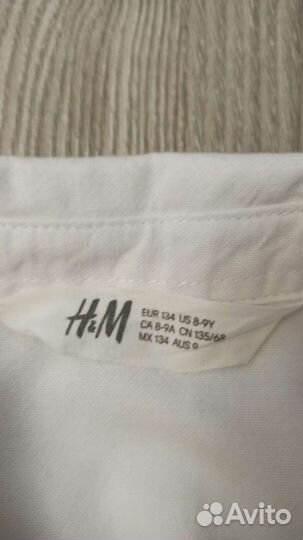 H&M
EUR 134 US 8-9Y
CA 8-9A CN 135/68
MX 134 AUS 9
Avito